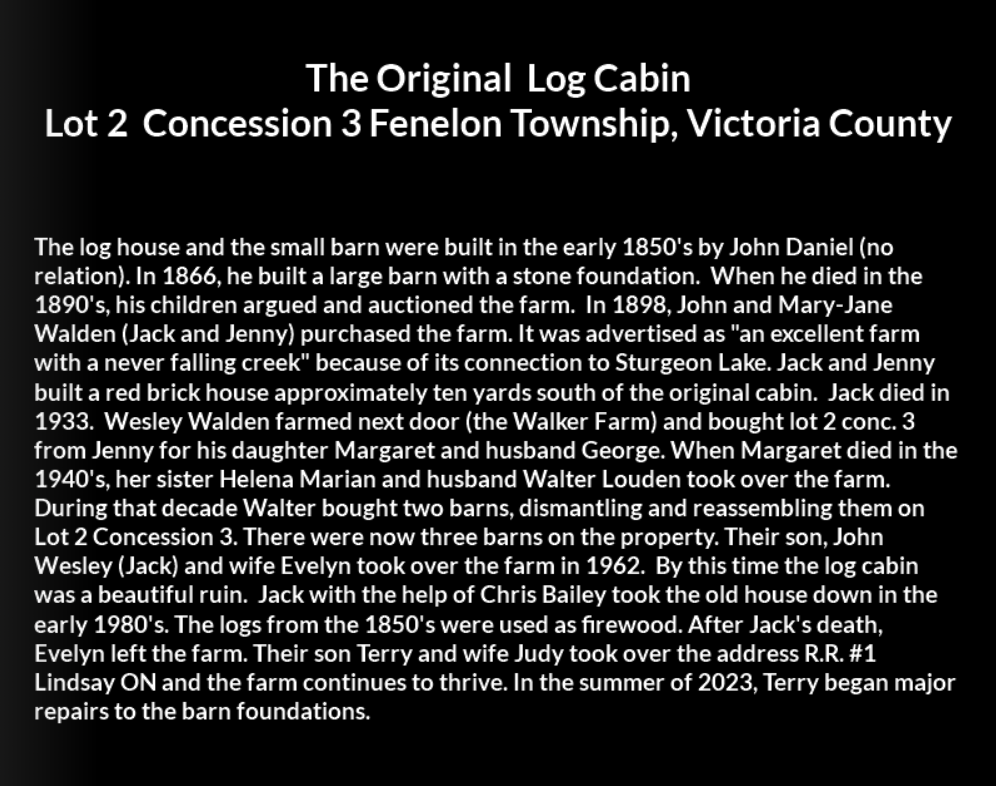 The Original  Log Cabin
Lot 2  Concession 3 Fenelon Township, Victoria County
The log house and the small barn were built in the early 1850's by John Daniel (no
relation). In 1866, he built a large barn with a stone foundation.  When he died in the
1890's, his children argued and auctioned the farm.  In 1898, John and Mary-Jane
Walden (Jack and Jenny) purchased the farm. It was advertised as "an excellent farm
with a never falling creek" because of its connection to Sturgeon Lake. Jack and Jenny
built a red brick house approximately ten yards south of the original cabin.  Jack died in
1933.  Wesley Walden farmed next door (the Walker Farm) and bought lot 2 conc. 3
from Jenny for his daughter Margaret and husband George. When Margaret died in the
1940's, her sister Helena Marian and husband Walter Louden took over the farm.
During that decade Walter bought two barns, dismantling and reassembling them on
Lot 2 Concession 3. There were now three barns on the property. Their son, John
Wesley (Jack) and wife Evelyn took over the farm in 1962.  By this time the log cabin
was a beautiful ruin.  Jack with the help of Chris Bailey took the old house down in the
early 1980's. The logs from the 1850's were used as firewood. After Jack's death,
Evelyn left the farm. Their son Terry and wife Judy took over the address R.R. #1
Lindsay ON and the farm continues to thrive. In the summer of 2023, Terry began major
repairs to the barn foundations.